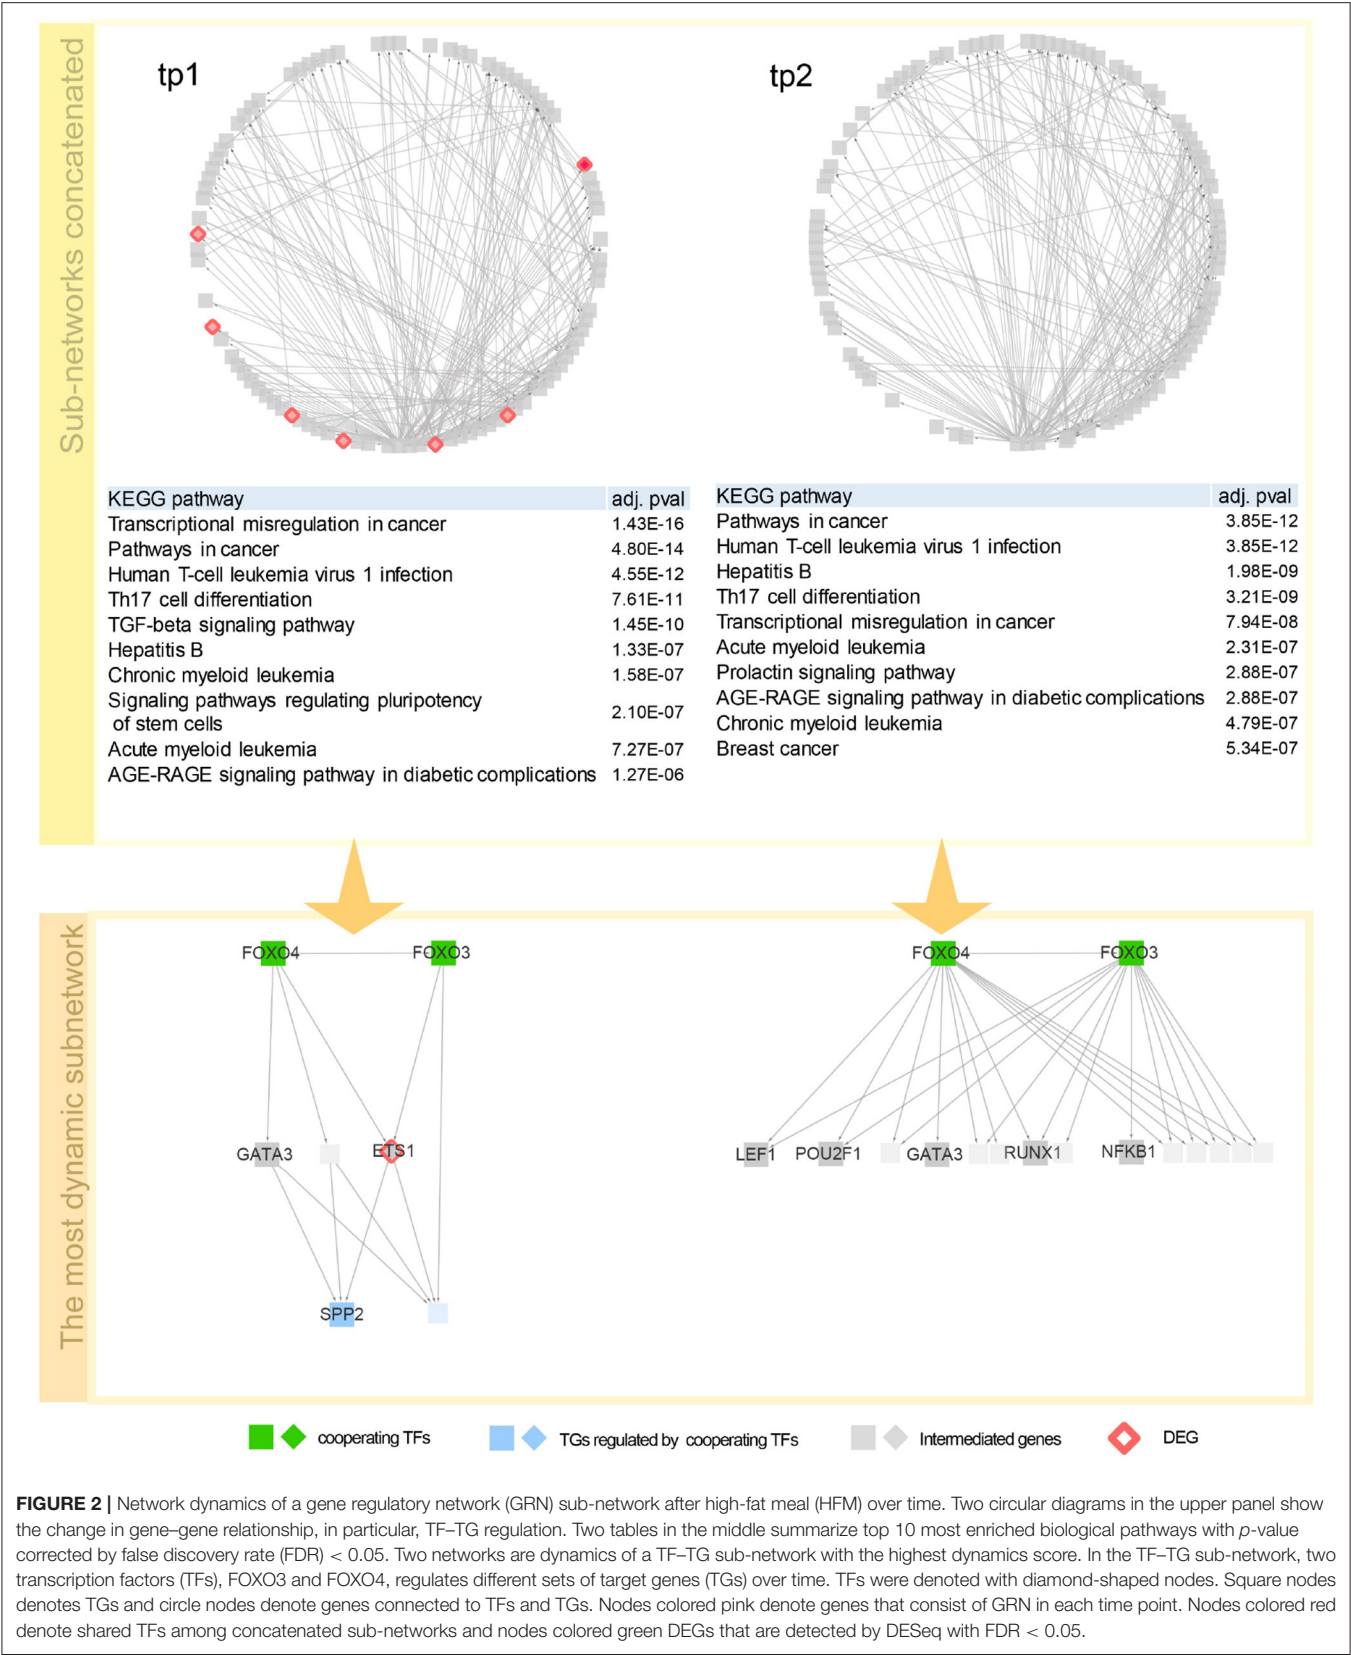 Sub-networks concatenated
tp1
tp2
KEGG pathway adj. pval
Transcriptional misregulation in cancer 1.43E-16
Pathways in cancer 4.80E-14
Human T-cell leukemia virus 1 infection 4.55E-12
Th17 cell differentiation 7.61E-11
TGF-beta signaling pathway 1.45E-10
Hepatitis B 1.33E-07
Chronic myeloid leukemia 1.58E-07
Signaling pathways regulating pluripotency
of stem cells 2.10E-07
Acute myeloid leukemia 7.27E-07
AGE-RAGE signaling pathway in diabetic complications 1.27E-06
KEGG pathway adj. pval
Pathways in cancer 3.85E-12
Human T-cell leukemia virus 1 infection 3.85E-12
Hepatitis B 1.98E-09
Th17 cell differentiation 3.21E-09
Transcriptional misregulation in cancer 7.94E-08
Acute myeloid leukemia 2.31E-07
Prolactin signaling pathway 2.88E-07
AGE-RAGE signaling pathway in diabetic complications 2.88E-07
Chronic myeloid leukemia 4.79E-07
Breast cancer 5.34E-07
The most dynamic subnetwork
FOXO4 FOXO3
GATA3 ETS1
SPP2
FOXO4 FOXO3
LEF1 POU2F1 GATA3 RUNX1 NFKB1
cooperating TFs TGs regulated by cooperating TFs Intermediated genes DEG
FIGURE 2 | Network dynamics of a gene regulatory network (GRN) sub-network after high-fat meal (HFM) over time. Two circular diagrams in the upper panel show
the change in gene–gene relationship, in particular, TF–TG regulation. Two tables in the middle summarize top 10 most enriched biological pathways with p-value
corrected by false discovery rate (FDR) < 0.05. Two networks are dynamics of a TF–TG sub-network with the highest dynamics score. In the TF–TG sub-network, two
transcription factors (TFs), FOXO3 and FOXO4, regulates different sets of target genes (TGs) over time. TFs were denoted with diamond-shaped nodes. Square nodes
denotes TGs and circle nodes denote genes connected to TFs and TGs. Nodes colored pink denote genes that consist of GRN in each time point. Nodes colored red
denote shared TFs among concatenated sub-networks and nodes colored green DEGs that are detected by DESeq with FDR < 0.05.